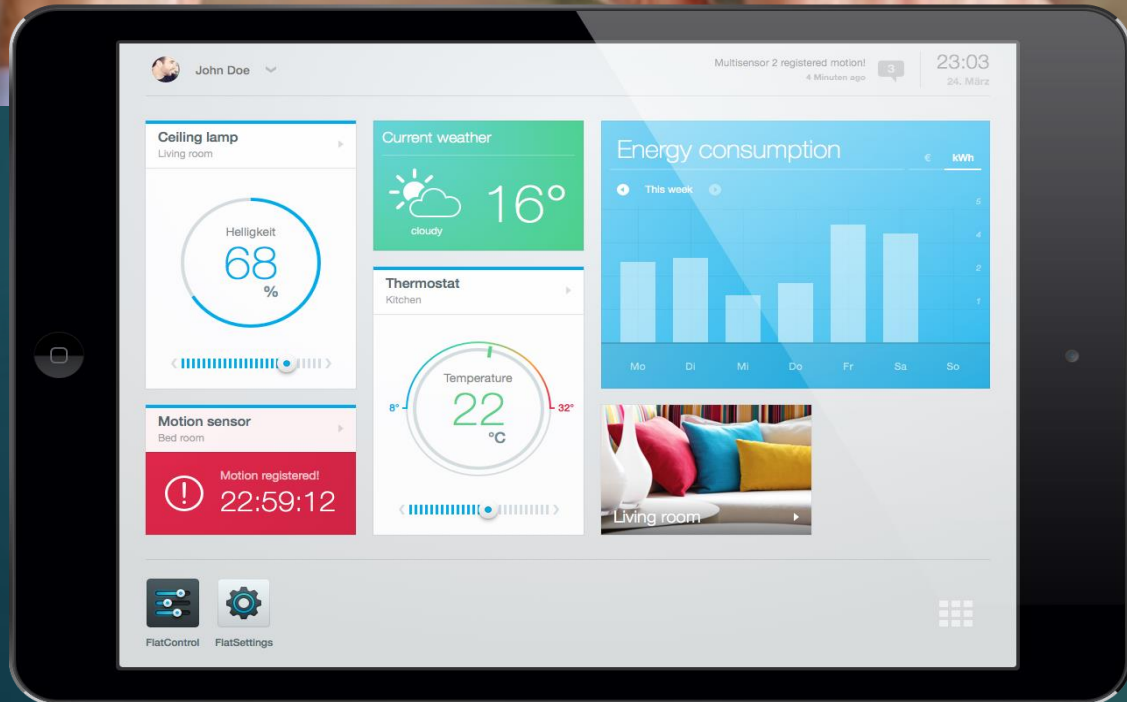 John Doe
Multisensor 2 registered motion!
4 Minuten ago
3
23:03
24. März
Ceiling lamp
Living room
Helligkeit
68
%
Motion sensor
Bed room
Motion registered!
22:59:12
Current weather
cloudy
16°
Thermostat
Kitchen
Temperature
22
°C
8°
32°
Energy consumption
€ kWh
This week
5
4
2
1
Mo Di Mi Do Fr Sa So
Living room
FlatControl
FlatSettings